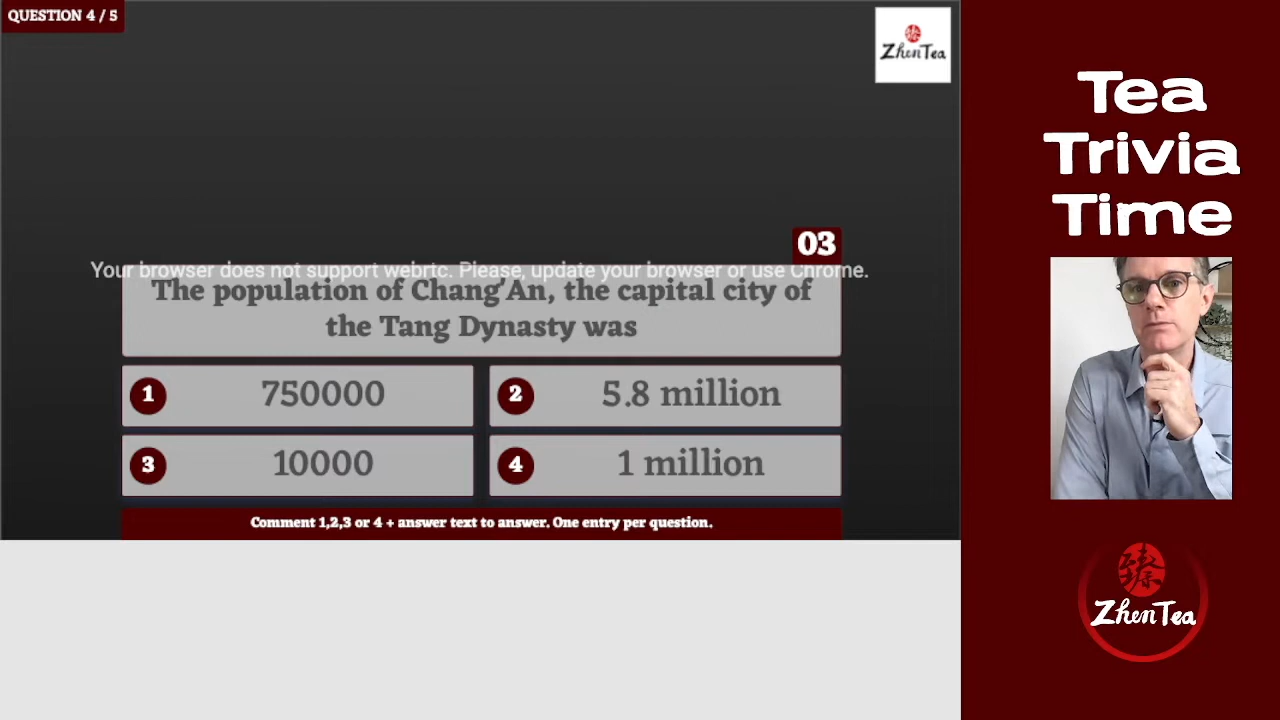 QUESTION 4 / 5
ZhenTea
Tea
Trivia
Time
03
Your browser does not support webrtc. Please, update your browser or use Chrome.
The population of Chang'An, the capital city of
the Tang Dynasty was
1 750000
2 5.8 million
3 10000
4 1 million
Comment 1,2,3 or 4 + answer text to answer. One entry per question.
臻
ZhenTea